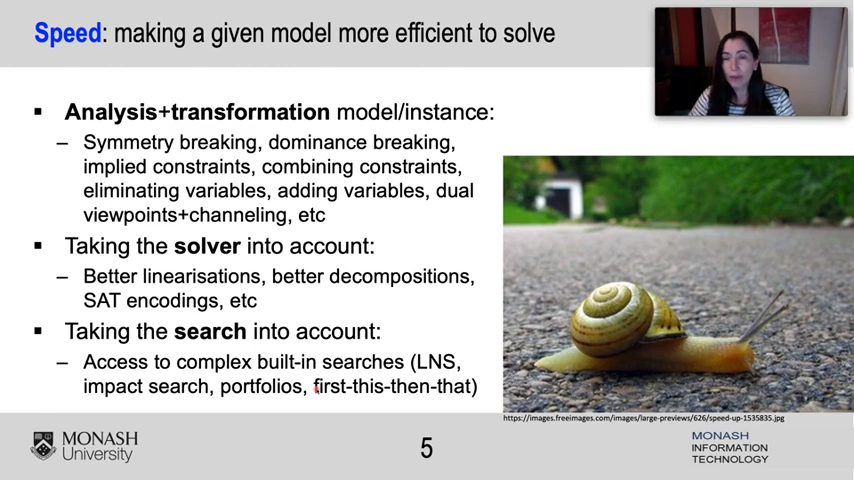 Speed: making a given model more efficient to solve
▪ Analysis+transformation model/instance:
– Symmetry breaking, dominance breaking,
implied constraints, combining constraints,
eliminating variables, adding variables, dual
viewpoints+channeling, etc
▪ Taking the solver into account:
– Better linearisations, better decompositions,
SAT encodings, etc
▪ Taking the search into account:
– Access to complex built-in searches (LNS,
impact search, portfolios, first-this-then-that)
https://images.freeimages.com/images/large-previews/626/speed-up-1535835.jpg
MONASH
University
5
MONASH
INFORMATION
TECHNOLOGY